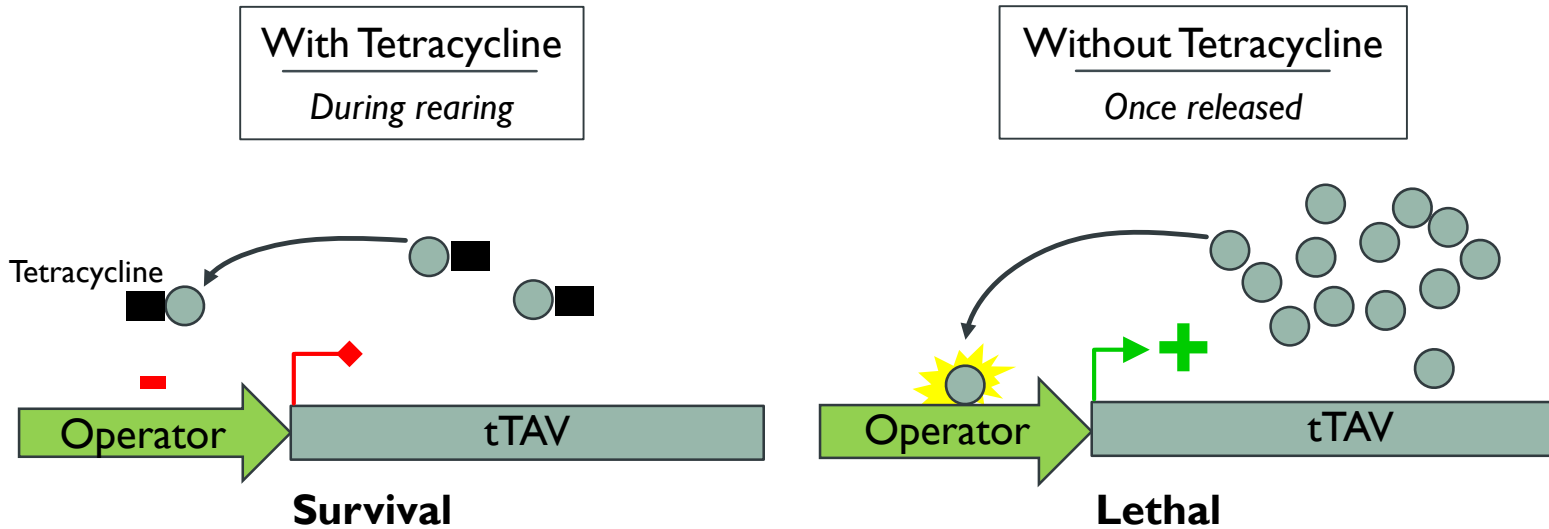 With Tetracycline
During rearing
Without Tetracycline
Once released
Tetracycline
Operator
tTAV
Survival
Operator
tTAV
Lethal